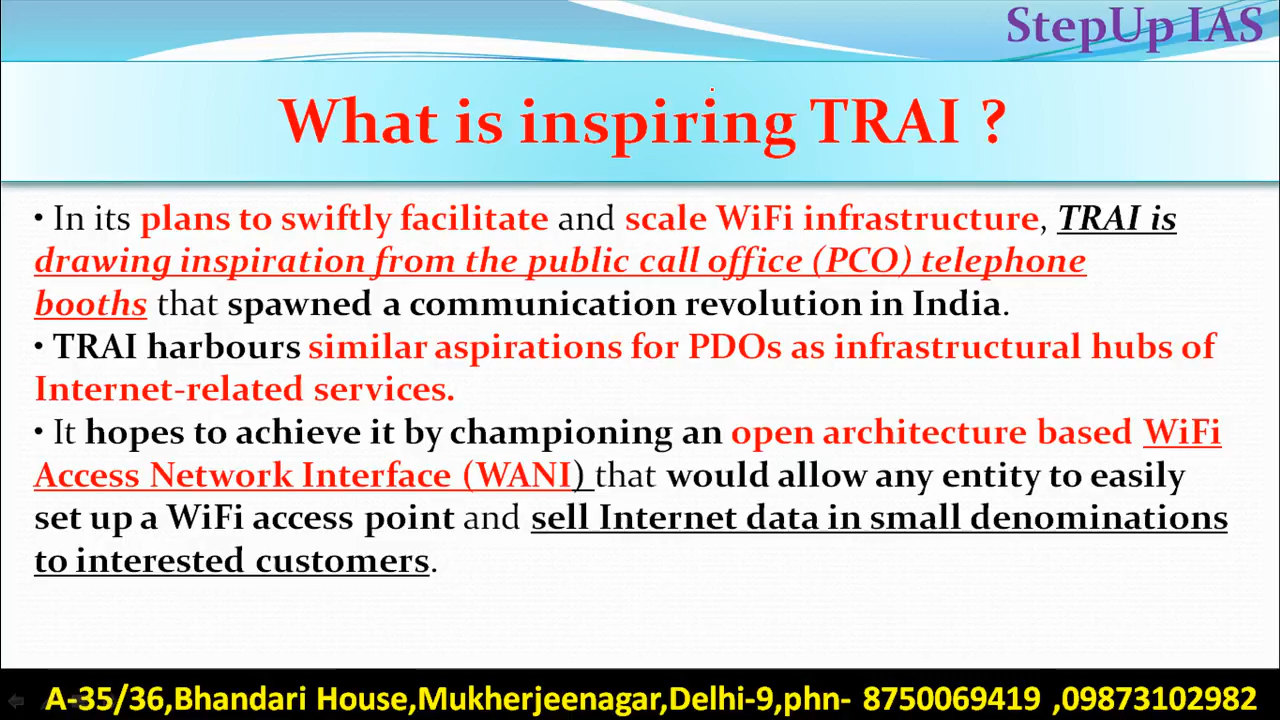 StepUp IAS
What is inspiring TRAI ?
• In its plans to swiftly facilitate and scale WiFi infrastructure, TRAI is
drawing inspiration from the public call office (PCO) telephone
booths that spawned a communication revolution in India.
• TRAI harbours similar aspirations for PDOs as infrastructural hubs of
Internet-related services.
• It hopes to achieve it by championing an open architecture based WiFi
Access Network Interface (WANI) that would allow any entity to easily
set up a WiFi access point and sell Internet data in small denominations
to interested customers.
A-35/36,Bhandari House,Mukherjeenagar,Delhi-9,phn- 8750069419 ,09873102982